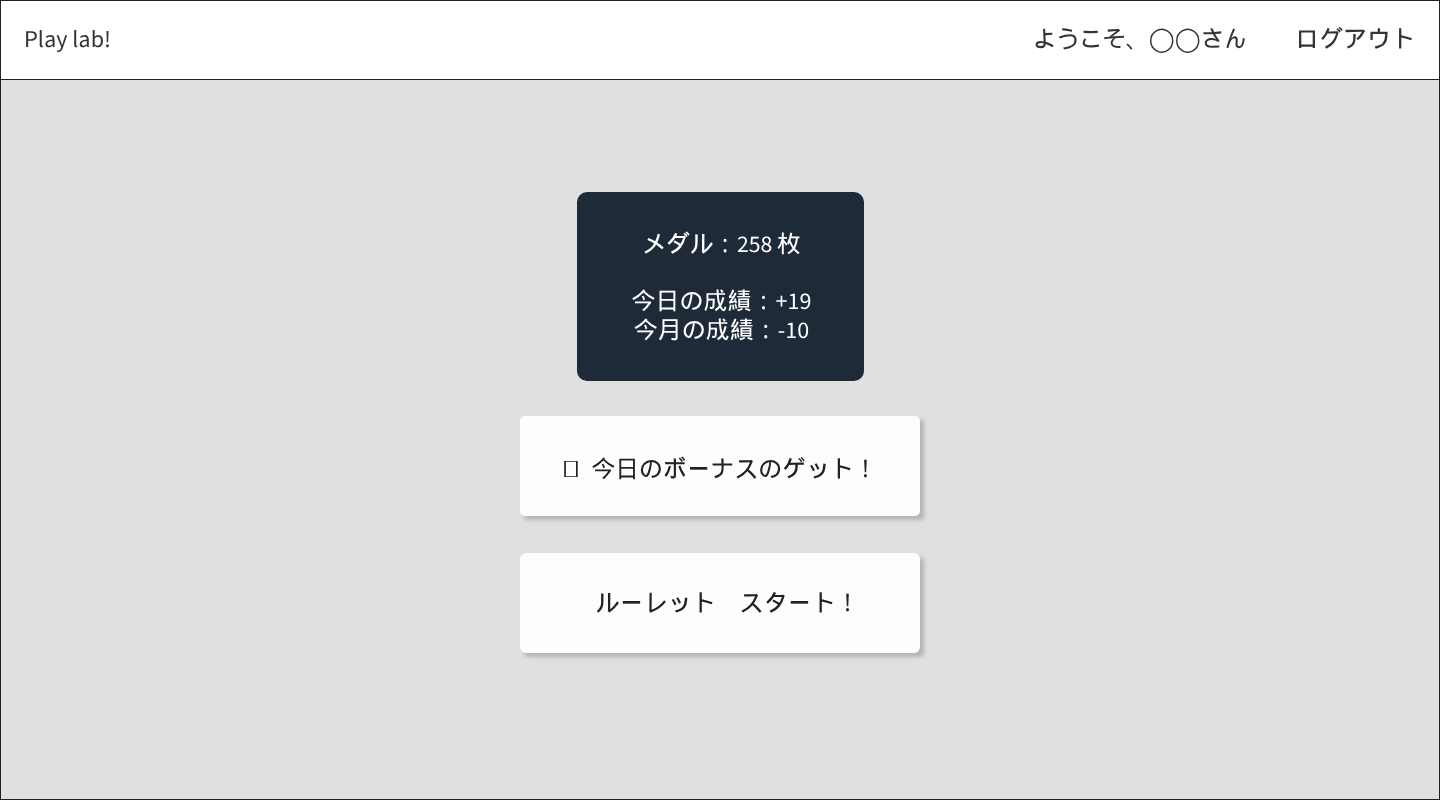 Play lab!
ようこそ、◯◯さん
ログアウト
メダル：258 枚
今日の成績：+19
今月の成績：-10
今日のボーナスのゲット！
ルーレット　スタート！